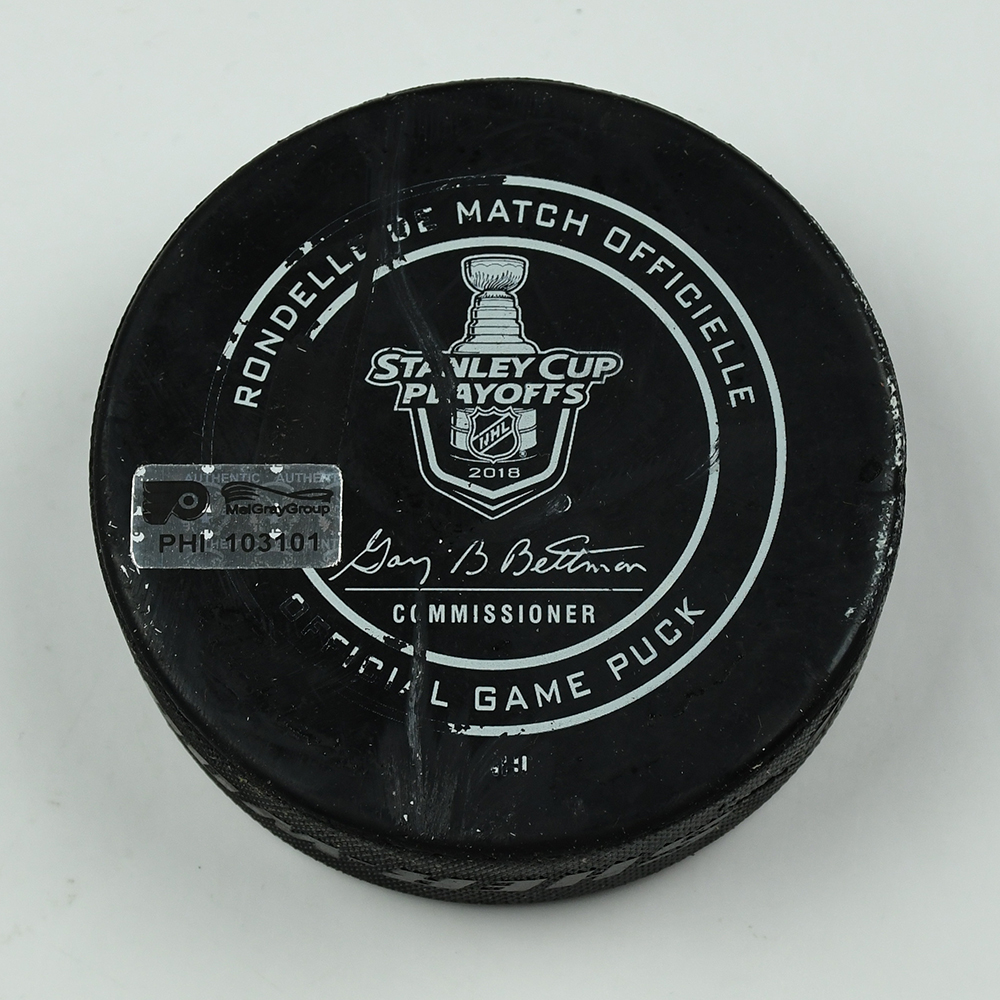 RONDELLE DE MATCH OFFICIELLE
STANLEY CUP
PLAYOFFS
NHL
2018
AUTHENTIC AUTHEN
MeiGrayGroup
PHI 103101
Gary B Bettman
COMMISSIONER
OFFICIAL GAME PUCK